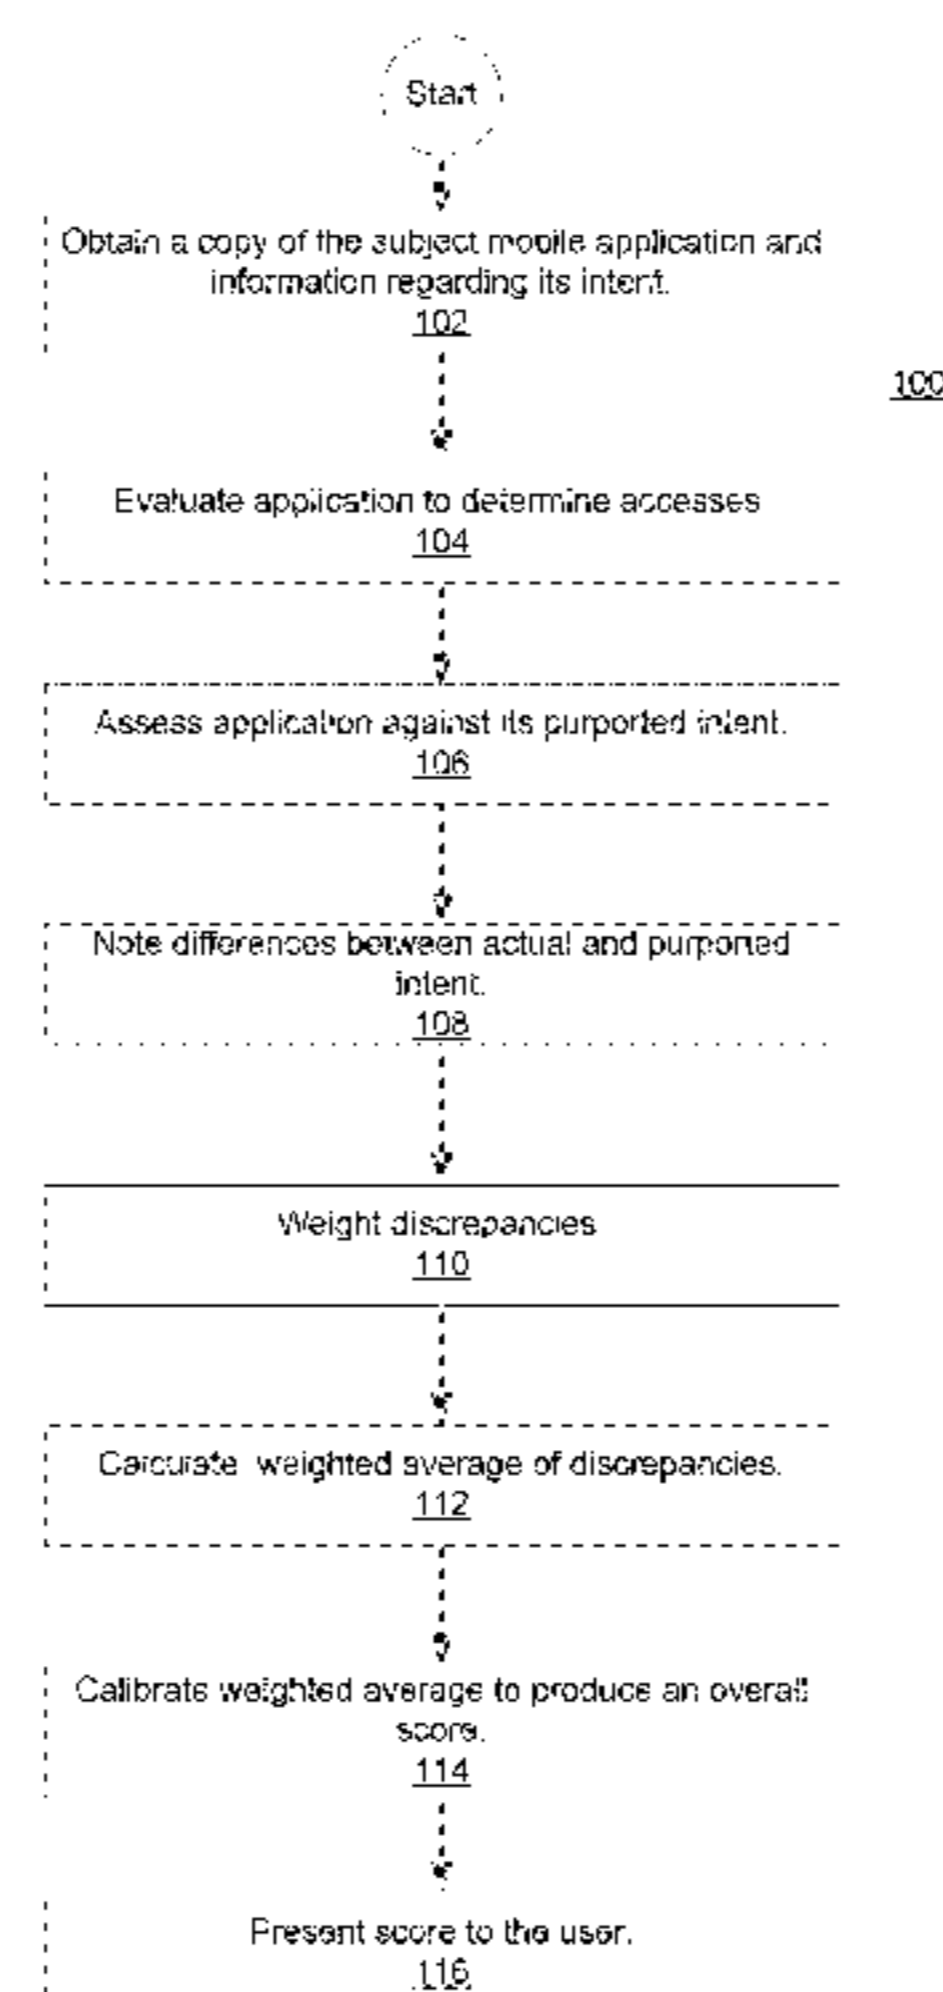 Start
Obtain a copy of the subject mobile application and
information regarding its intent.
102
100
Evaluate application to determine accesses
104
Assess application against its purported intent.
106
Note differences between actual and purported
intent.
108
Weight discrepancies
110
Calculate weighted average of discrepancies.
112
Calibrate weighted average to produce an overall
score.
114
Present score to the user.
116